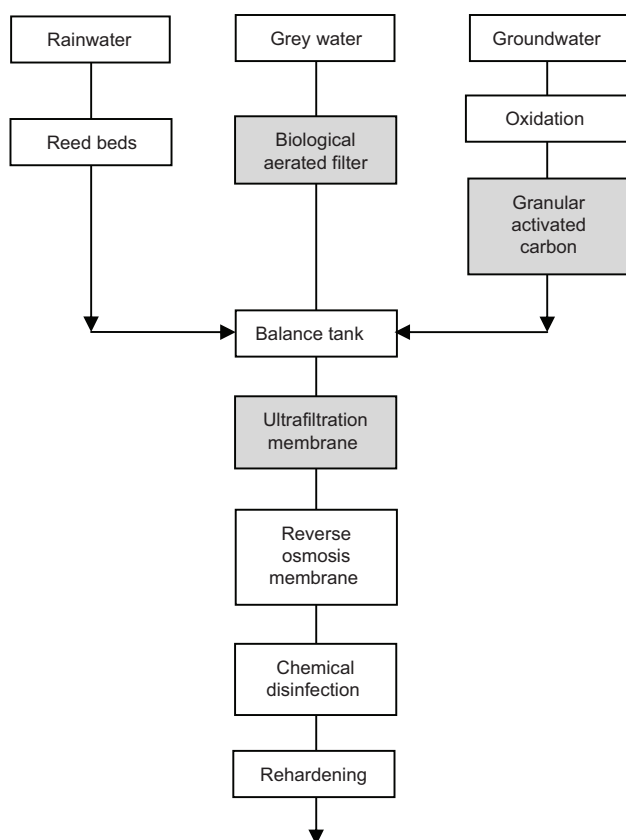 Rainwater
Grey water
Groundwater
Reed beds
Biological
aerated filter
Oxidation
Granular
activated
carbon
Balance tank
Ultrafiltration
membrane
Reverse
osmosis
membrane
Chemical
disinfection
Rehardening